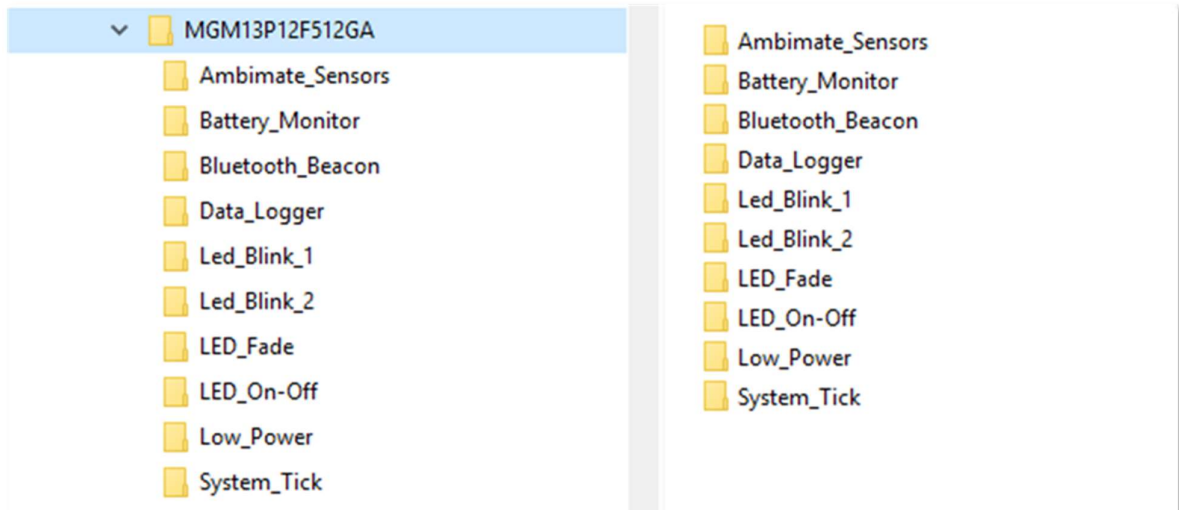 MGM13P12F512GA
Ambimate_Sensors
Battery_Monitor
Bluetooth_Beacon
Data_Logger
Led_Blink_1
Led_Blink_2
LED_Fade
LED_On-Off
Low_Power
System_Tick
Ambimate_Sensors
Battery_Monitor
Bluetooth_Beacon
Data_Logger
Led_Blink_1
Led_Blink_2
LED_Fade
LED_On-Off
Low_Power
System_Tick